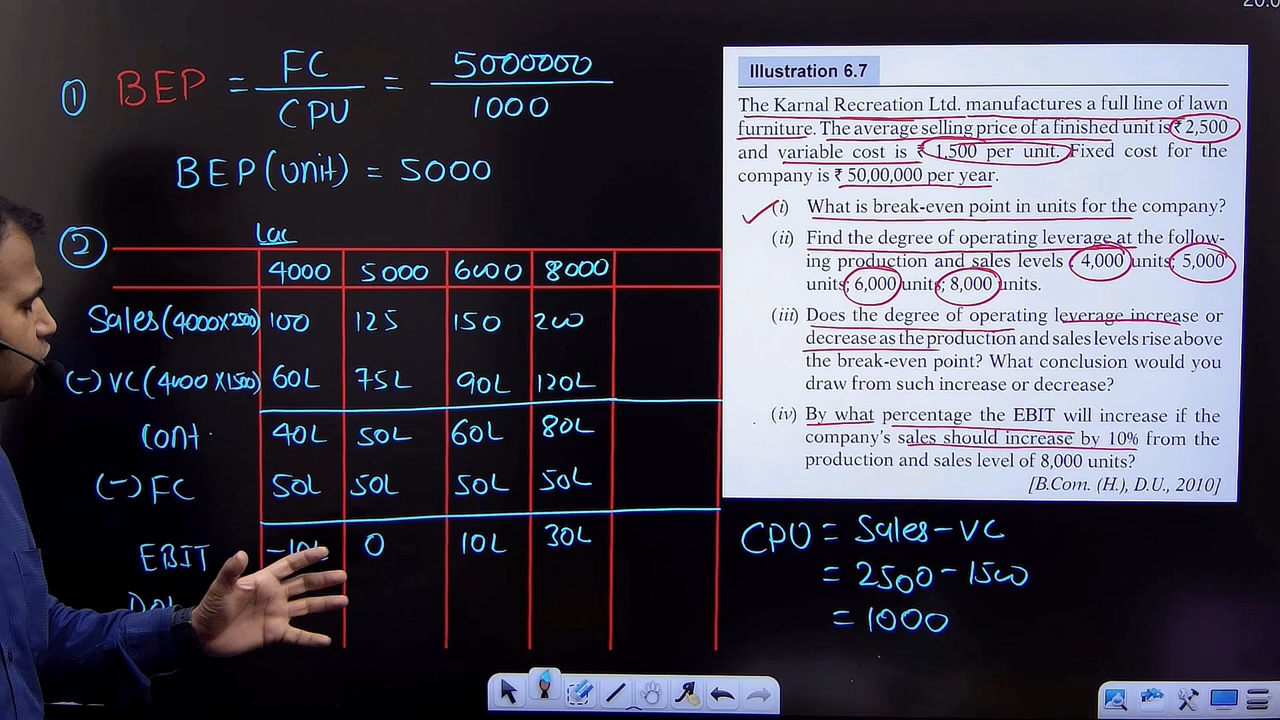 20:0
① BEP = FC / CPU = 5000000 / 1000
BEP (unit) = 5000
②
Lac
4000 5000 6000 8000
Sales (4000x2500) 100 125 150 200
(-) VC (4000 X1500) 60L 75L 90L 120L
Cont. 40L 50L 60L 80L
(-) FC 50L 50L 50L 50L
EBIT -10L 0 10L 30L
DOL
Illustration 6.7
The Karnal Recreation Ltd. manufactures a full line of lawn
furniture. The average selling price of a finished unit is ₹ 2,500
and variable cost is ₹ 1,500 per unit. Fixed cost for the
company is ₹ 50,00,000 per year.
(i) What is break-even point in units for the company?
(ii) Find the degree of operating leverage at the follow-
ing production and sales levels 4,000 units; 5,000
units; 6,000 units; 8,000 units.
(iii) Does the degree of operating leverage increase or
decrease as the production and sales levels rise above
the break-even point? What conclusion would you
draw from such increase or decrease?
(iv) By what percentage the EBIT will increase if the
company's sales should increase by 10% from the
production and sales level of 8,000 units?
[B.Com. (H.), D.U., 2010]
CPU = Sales - VC
= 2500 - 1500
= 1000